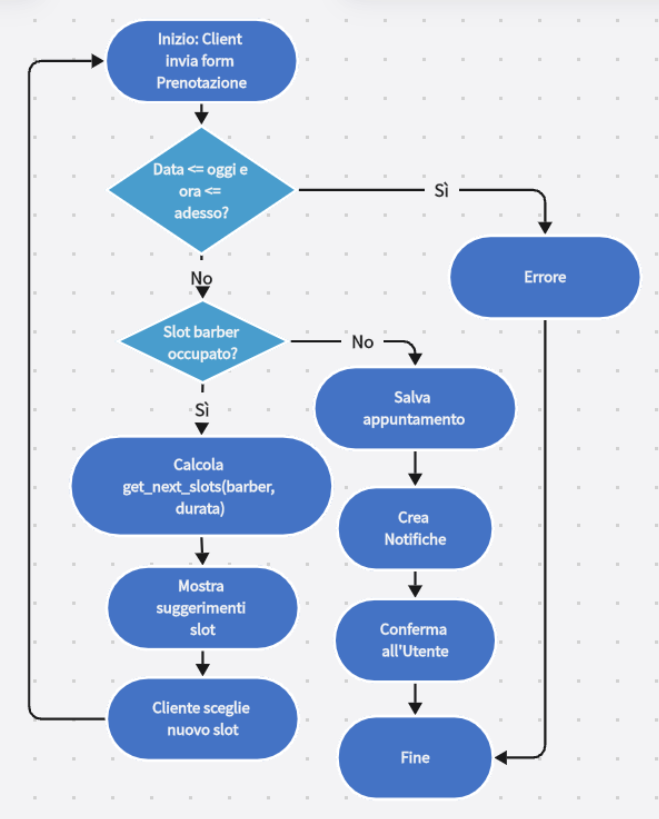 Inizio: Client
invia form
Prenotazione
Data <= oggi e
ora <=
adesso?
Sì
Errore
No
Slot barber
occupato?
No
Salva
appuntamento
Sì
Calcola
get_next_slots(barber,
durata)
Crea
Notifiche
Mostra
suggerimenti
slot
Conferma
all'Utente
Cliente sceglie
nuovo slot
Fine